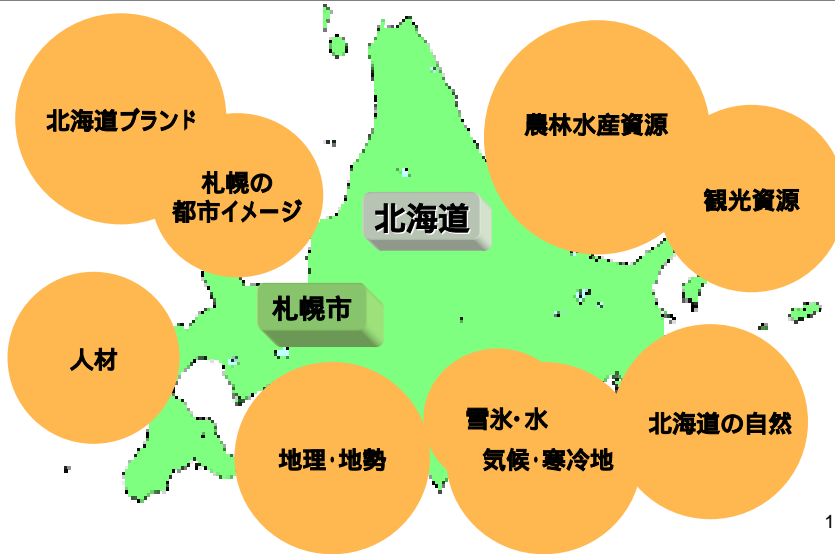 北海道ブランド
札幌の
都市イメージ
農林水産資源
観光資源
北海道
札幌市
人材
地理・地勢
雪氷・水
気候・寒冷地
北海道の自然
1